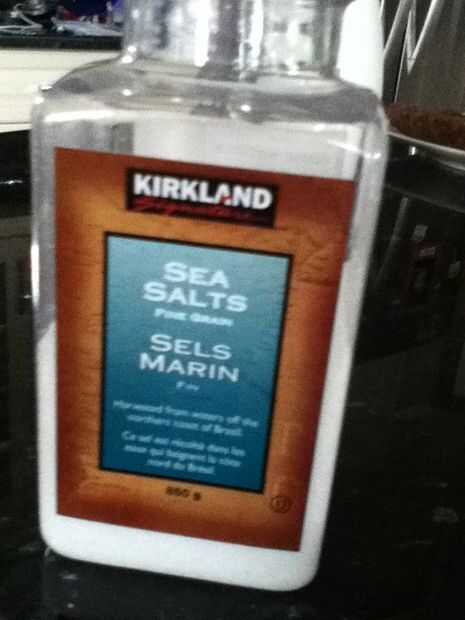 KIRKLAND
Signature
SEA
SALTS
FINE GRAIN
SELS
MARIN
FIN
Harvested from waters off the
northern coast of Brazil.
Ce sel est récolté dans les
eaux qui baignent la côte
nord du Brésil.
850 g